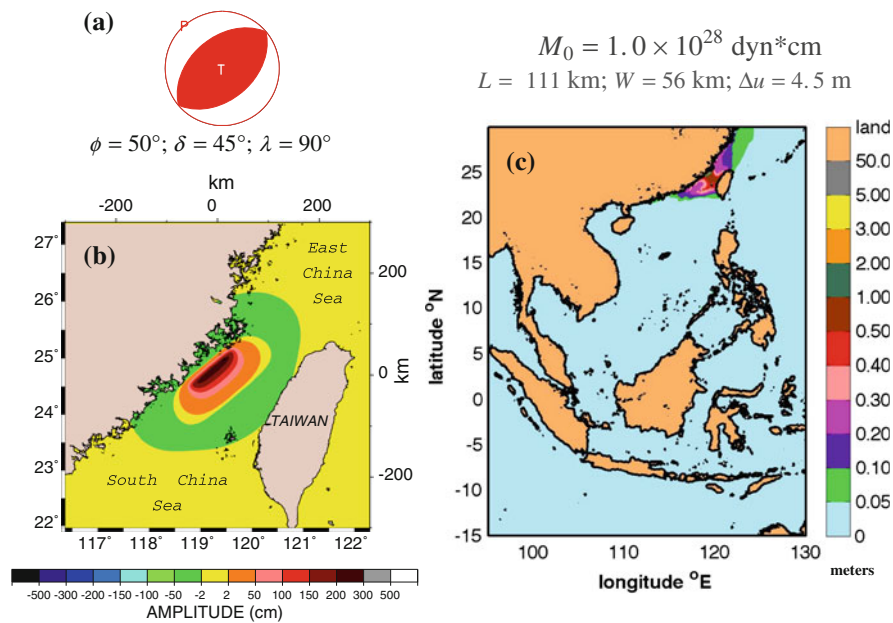 (a)
P
T
ϕ = 50°; δ = 45°; λ = 90°
M₀ = 1.0 × 10²⁸ dyn*cm
L = 111 km; W = 56 km; Δu = 4.5 m
km
-200 0 200
(b)
27°
26°
25°
24°
23°
22°
East
China
Sea
TAIWAN
South China
Sea
200
0
-200
km
117° 118° 119° 120° 121° 122°
-500 -300 -200 -150 -100 -50 -2 2 50 100 150 200 300 500
AMPLITUDE (cm)
(c)
25
20
15
10
5
0
-5
-10
-15
latitude °N
100 110 120 130
longitude °E
land
50.0
5.00
3.00
2.00
1.00
0.50
0.40
0.30
0.20
0.10
0.05
0
meters